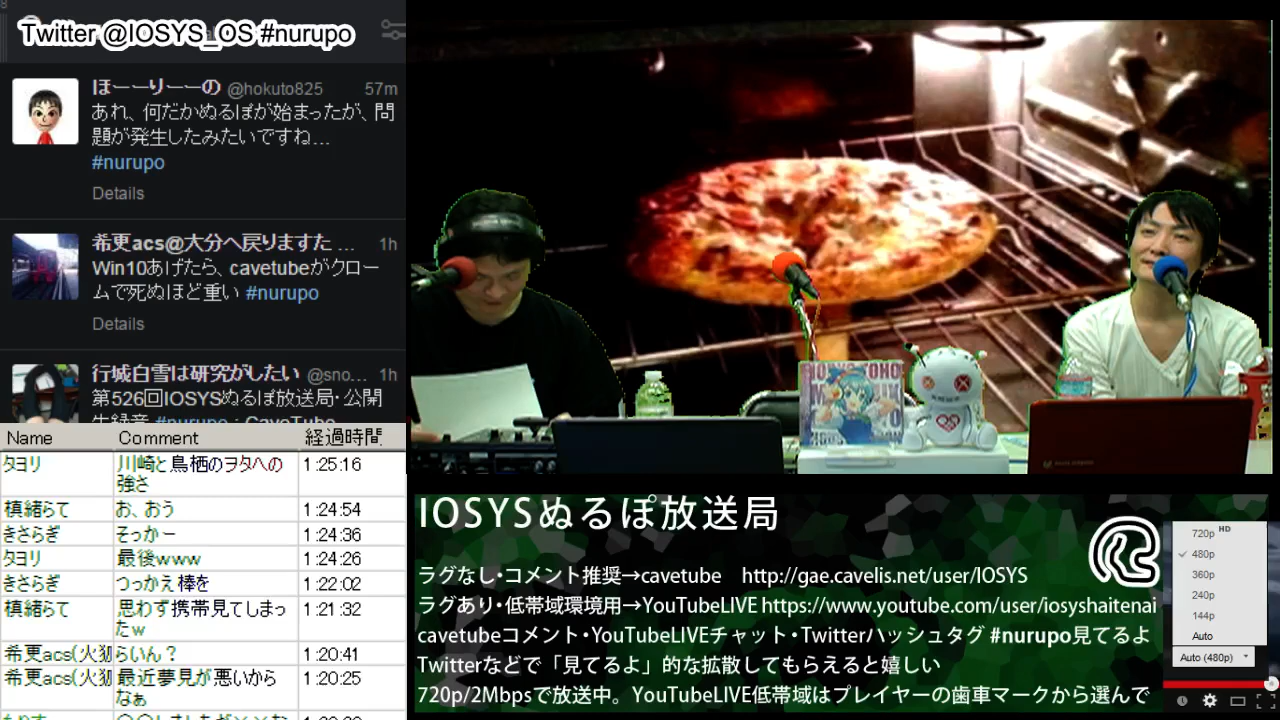 Twitter @IOSYS_OS #nurupo
ほーーりーーの @hokuto825 57m
あれ、何だかぬるぽが始まったが、問
題が発生したみたいですね…
#nurupo
Details
希更acs@大分へ戻りますた ... 1h
Win10あげたら、cavetubeがクロー
ムで死ぬほど重い #nurupo
Details
行城白雪は研究がしたい @sno... 1h
第526回IOSYSぬるぽ放送局・公開
生録音 #nurupo : CaveTube
Name Comment 経過時間
タヨリ 川崎と鳥栖のヲタへの
強さ 1:25:16
槙緒らて お、おう 1:24:54
きさらぎ そっかー 1:24:36
タヨリ 最後www 1:24:26
きさらぎ つっかえ棒を 1:22:02
槙緒らて 思わず携帯見てしまっ
たw 1:21:32
希更acs(火狐 らいん? 1:20:41
希更acs(火狐 最近夢見が悪いから
なぁ 1:20:25
IOSYSぬるぽ放送局
ラグなし・コメント推奨→cavetube http://gae.cavelis.net/user/IOSYS
ラグあり・低帯域環境用→YouTubeLIVE https://www.youtube.com/user/iosyshaitenai
cavetubeコメント・YouTubeLIVEチャット・Twitterハッシュタグ #nurupo見てるよ
Twitterなどで「見てるよ」的な拡散してもらえると嬉しい
720p/2Mbpsで放送中。YouTubeLIVE低帯域はプレイヤーの歯車マークから選んで
720p HD
480p
360p
240p
144p
Auto
Auto (480p)